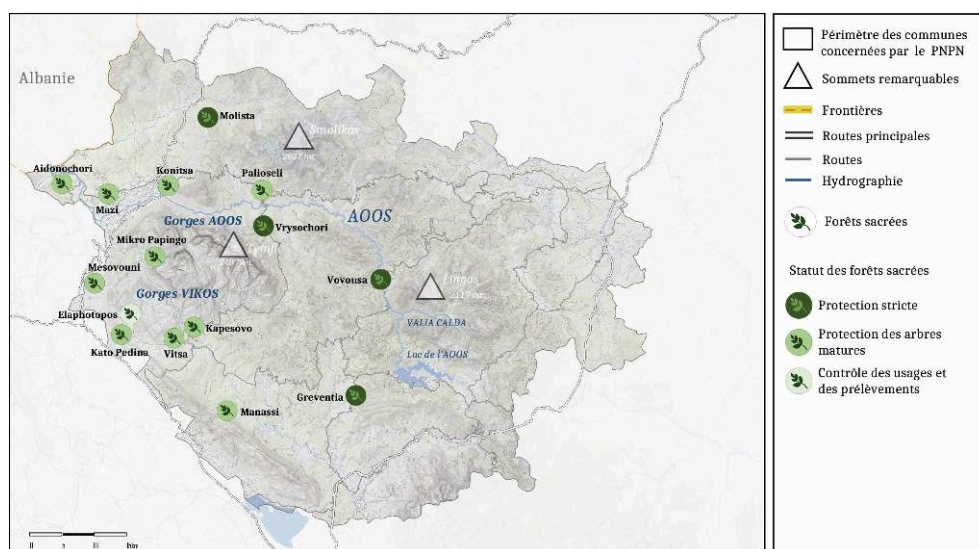 Albanie
Molista
Smolikas
2637 m
Aidonochori
Konitsa
Palioseli
Mazi
Gorges AOOS
AOOS
Vrysochori
Mikro Papingo
Tymfi
Mesovouni
Vovousa
Lingos
Gorges VIKOS
Elaphotopos
Kapesovo
VALIA CALDA
Kato Pedina
Vitsa
Lac de l'AOOS
Greventia
Manassi
Périmètre des communes
concernées par le PNPN
Sommets remarquables
Frontières
Routes principales
Routes
Hydrographie
Forêts sacrées
Statut des forêts sacrées
Protection stricte
Protection des arbres
matures
Contrôle des usages et
des prélèvements